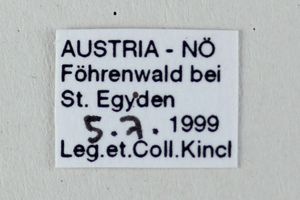 AUSTRIA - NÖ
Föhrenwald bei
St. Egyden
5.7. 1999
Leg.et.Coll.Kincl